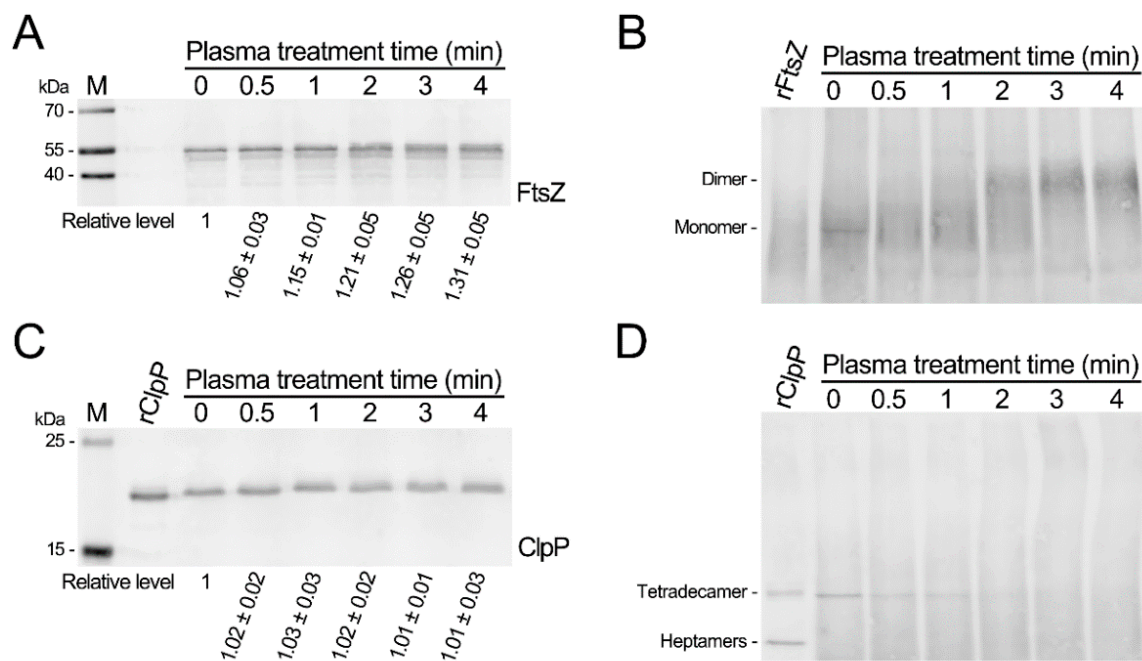 A
Plasma treatment time (min)
kDa M 0 0.5 1 2 3 4
70 -
55 -
40 -
FtsZ
Relative level 1 1.06 ± 0.03 1.15 ± 0.01 1.21 ± 0.05 1.26 ± 0.05 1.31 ± 0.05
B
rFtsZ
Plasma treatment time (min)
0 0.5 1 2 3 4
Dimer -
Monomer -
C
rClpP
Plasma treatment time (min)
kDa M 0 0.5 1 2 3 4
25 -
15 -
ClpP
Relative level 1 1.02 ± 0.02 1.03 ± 0.03 1.02 ± 0.02 1.01 ± 0.01 1.01 ± 0.03
D
rClpP
Plasma treatment time (min)
0 0.5 1 2 3 4
Tetradecamer -
Heptamers -